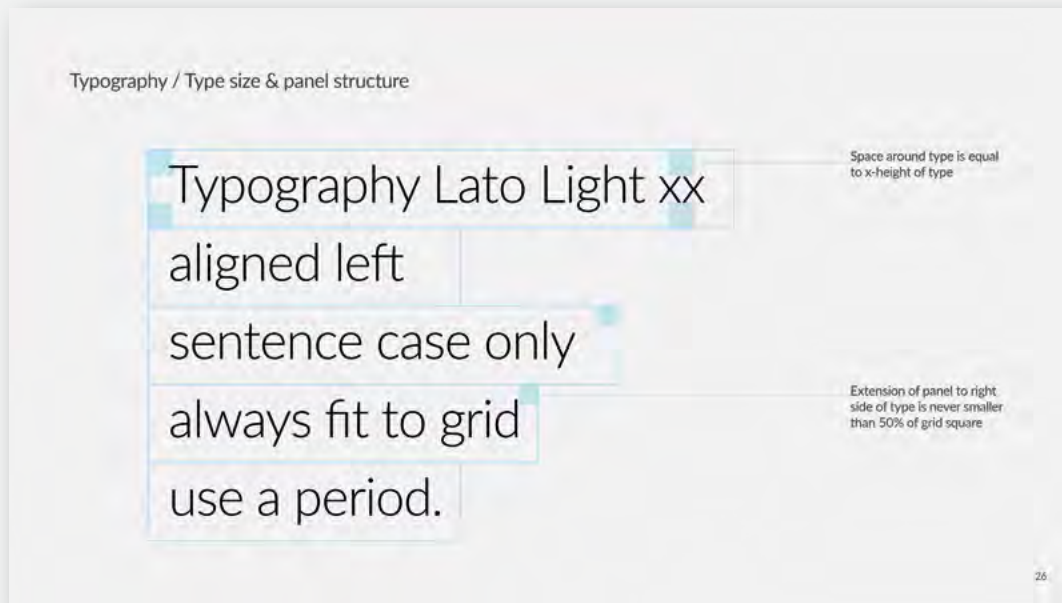 Typography / Type size & panel structure
Typography Lato Light xx
aligned left
sentence case only
always fit to grid
use a period.
Space around type is equal
to x-height of type
Extension of panel to right
side of type is never smaller
than 50% of grid square
26